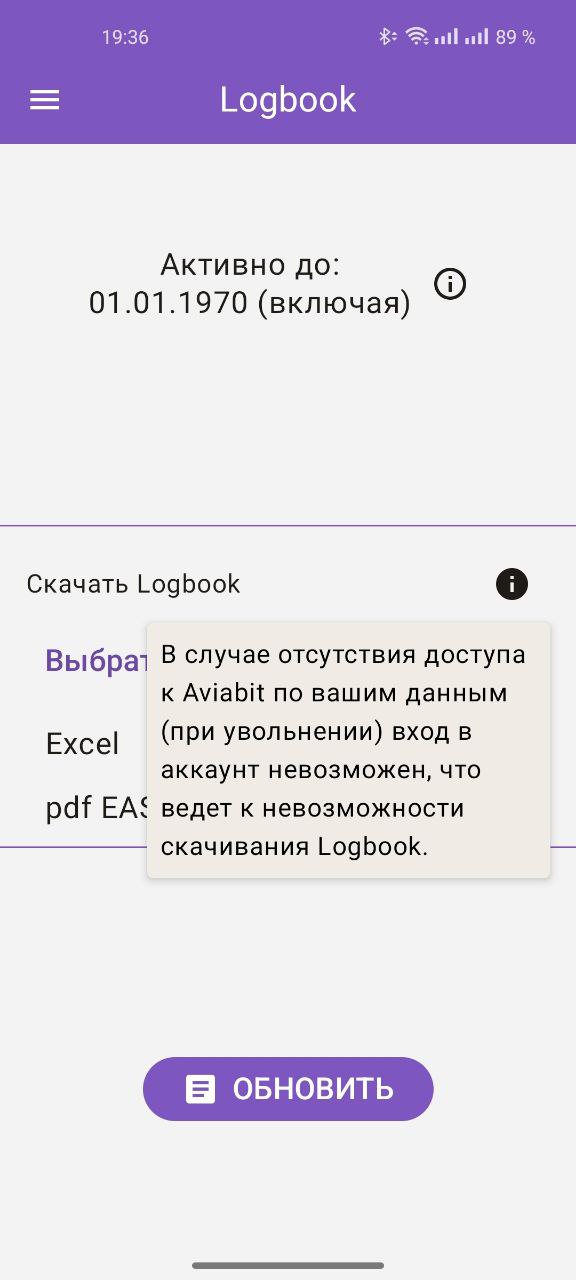 19:36
89 %
Logbook
Активно до:
01.01.1970 (включая)
Скачать Logbook
В случае отсутствия доступа
к Aviabit по вашим данным
(при увольнении) вход в
аккаунт невозможен, что
ведет к невозможности
скачивания Logbook.
Выбрат
Excel
pdf EAS
ОБНОВИТЬ